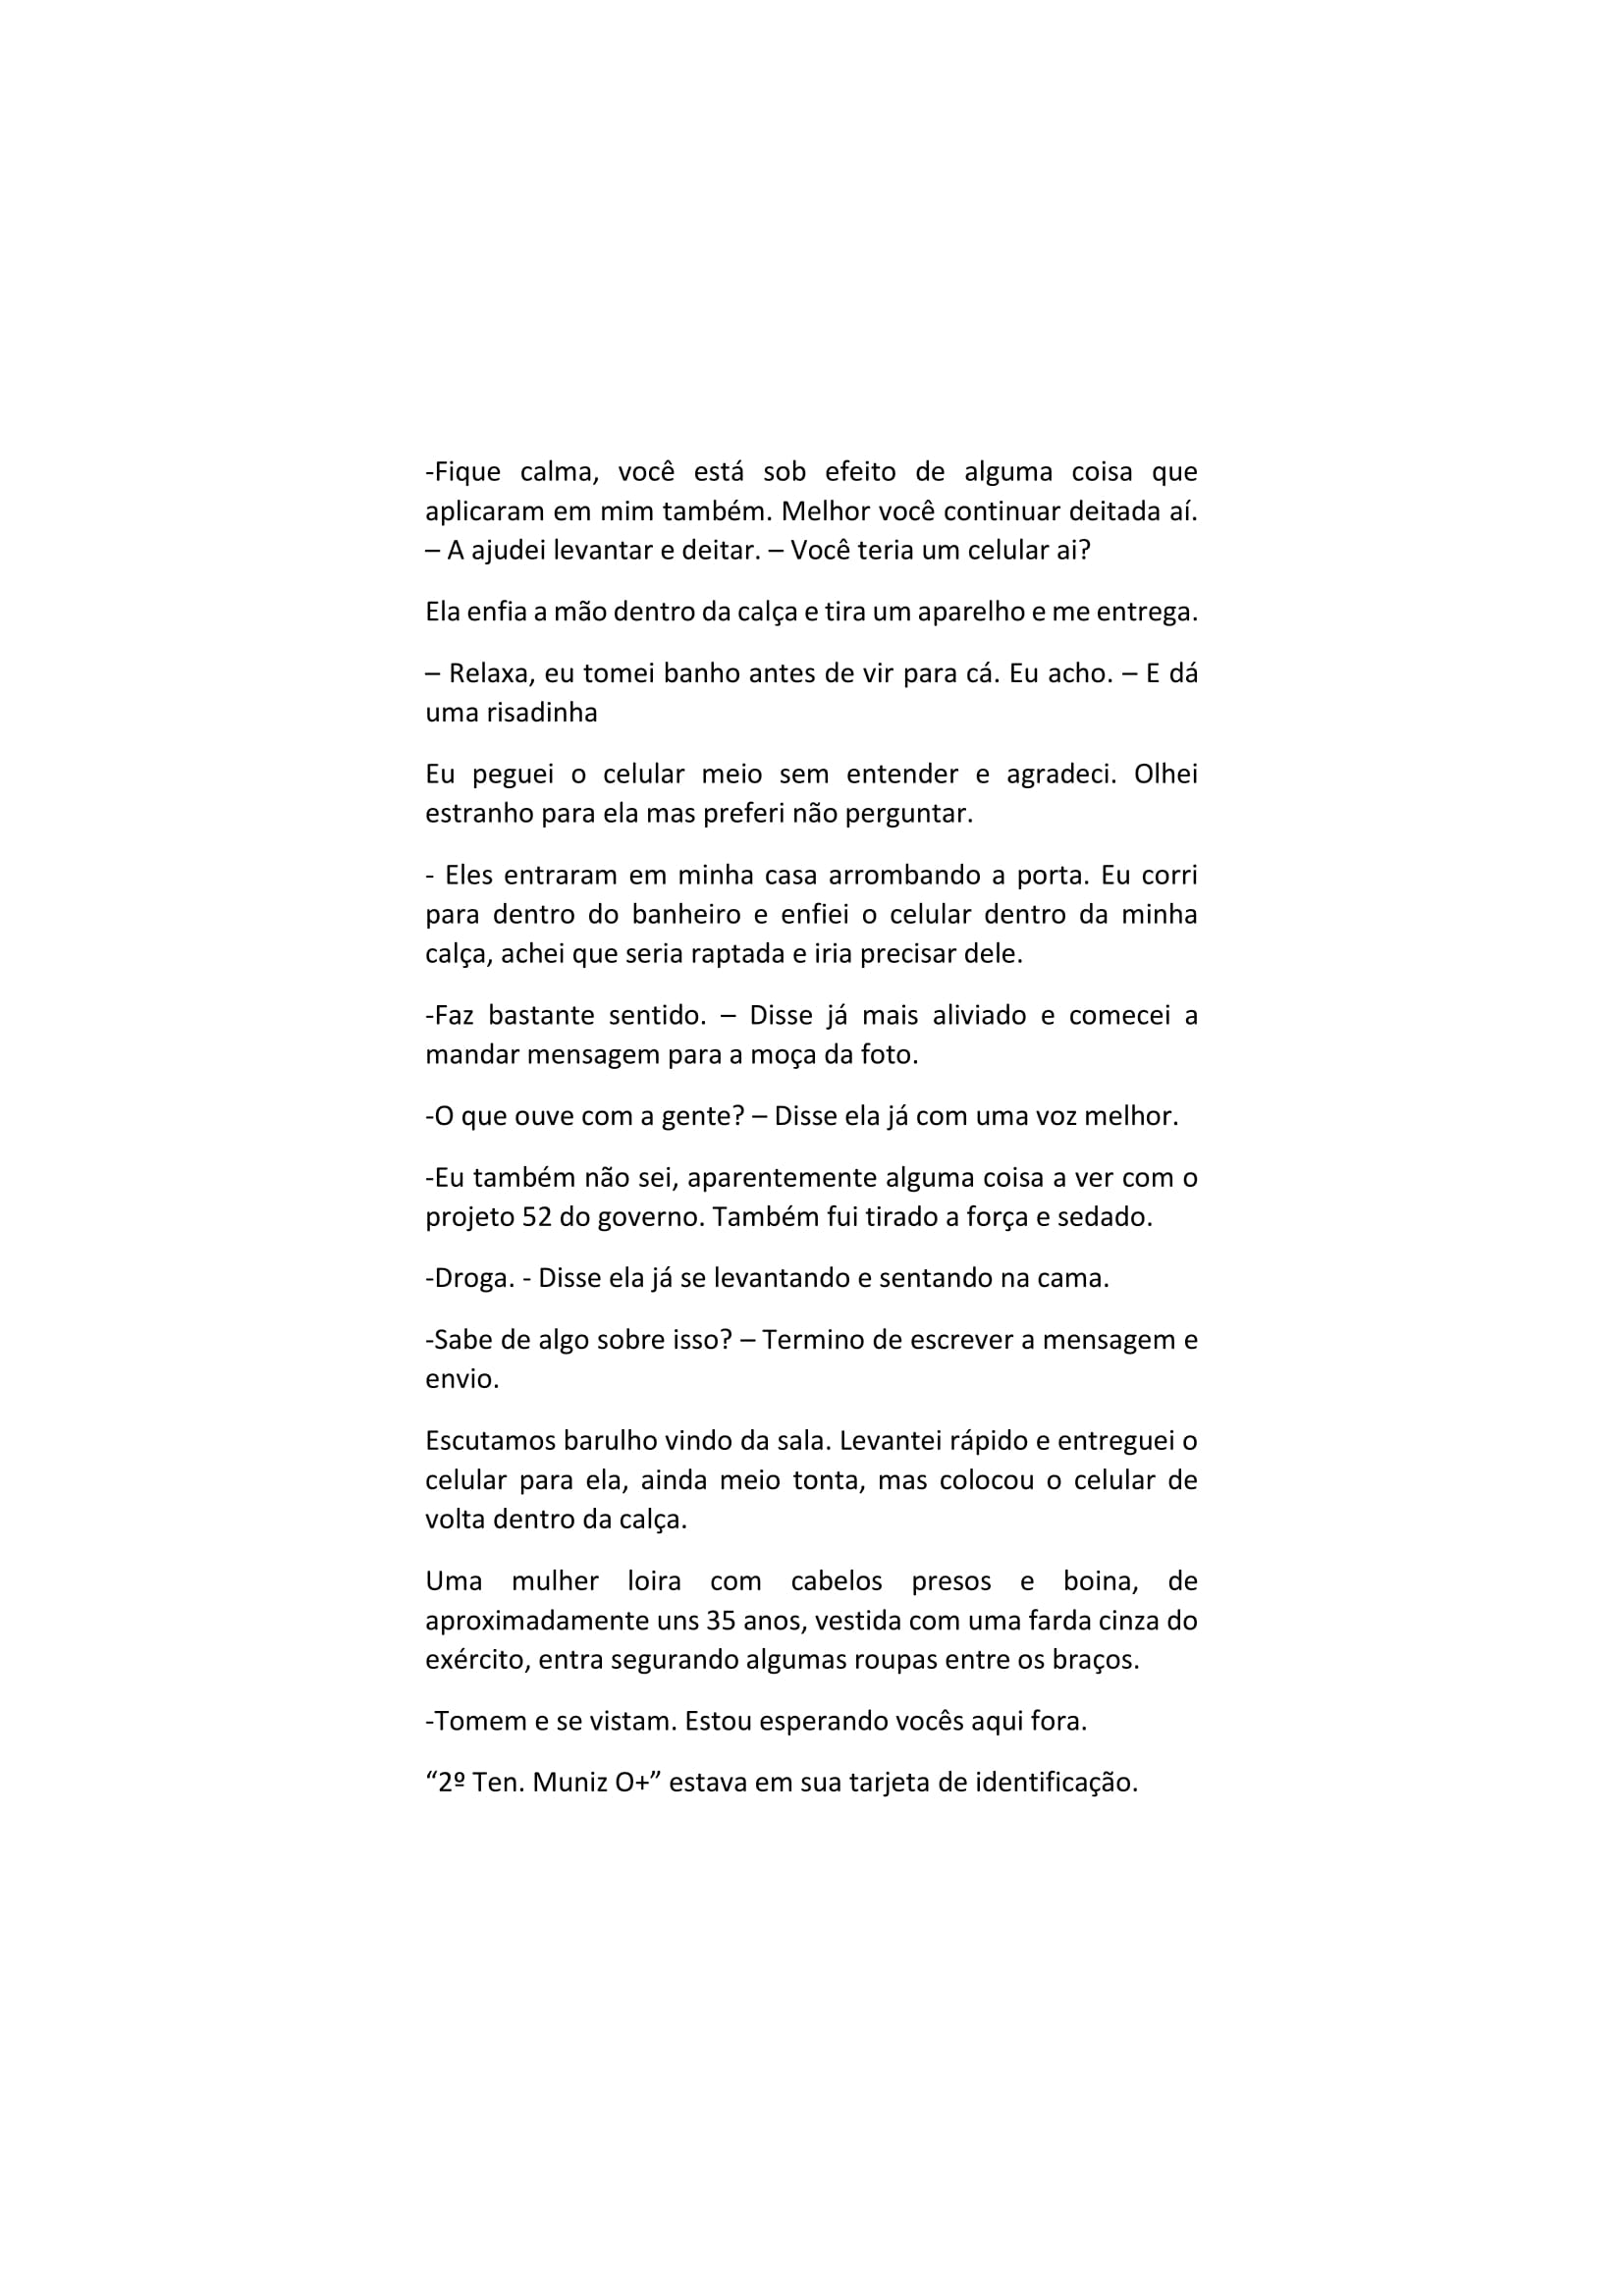 -Fique calma, você está sob efeito de alguma coisa que
aplicaram em mim também. Melhor você continuar deitada aí.
– A ajudei levantar e deitar. – Você teria um celular ai?
Ela enfia a mão dentro da calça e tira um aparelho e me entrega.
– Relaxa, eu tomei banho antes de vir para cá. Eu acho. – E dá
uma risadinha
Eu peguei o celular meio sem entender e agradeci. Olhei
estranho para ela mas preferi não perguntar.
- Eles entraram em minha casa arrombando a porta. Eu corri
para dentro do banheiro e enfiei o celular dentro da minha
calça, achei que seria raptada e iria precisar dele.
-Faz bastante sentido. – Disse já mais aliviado e comecei a
mandar mensagem para a moça da foto.
-O que ouve com a gente? – Disse ela já com uma voz melhor.
-Eu também não sei, aparentemente alguma coisa a ver com o
projeto 52 do governo. Também fui tirado a força e sedado.
-Droga. - Disse ela já se levantando e sentando na cama.
-Sabe de algo sobre isso? – Termino de escrever a mensagem e
envio.
Escutamos barulho vindo da sala. Levantei rápido e entreguei o
celular para ela, ainda meio tonta, mas colocou o celular de
volta dentro da calça.
Uma mulher loira com cabelos presos e boina, de
aproximadamente uns 35 anos, vestida com uma farda cinza do
exército, entra segurando algumas roupas entre os braços.
-Tomem e se vistam. Estou esperando vocês aqui fora.
“2º Ten. Muniz O+” estava em sua tarjeta de identificação.